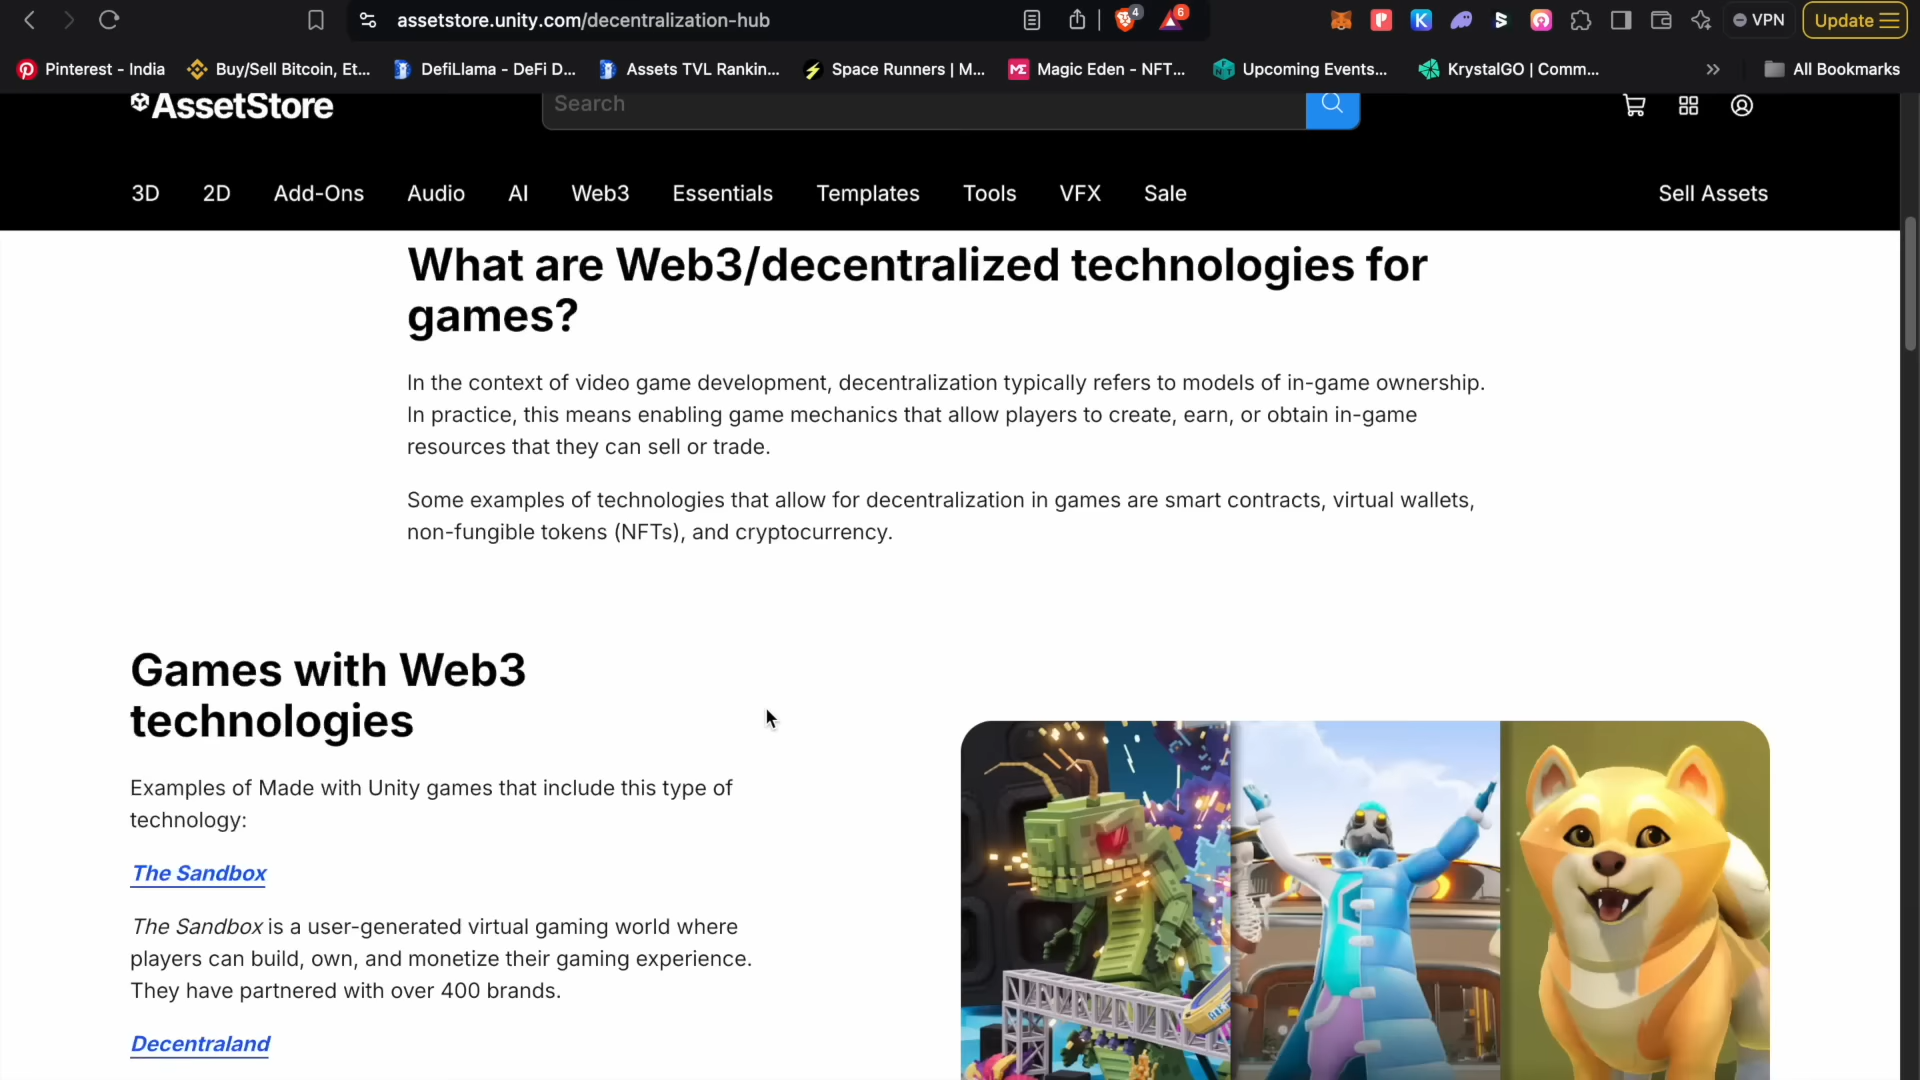 assetstore.unity.com/decentralization-hub
4
6
VPN
Update
Pinterest - India
Buy/Sell Bitcoin, Et...
DefiLlama - DeFi D...
Assets TVL Rankin...
Space Runners | M...
Magic Eden - NFT...
Upcoming Events...
KrystalGO | Comm...
All Bookmarks
AssetStore
Search
3D
2D
Add-Ons
Audio
AI
Web3
Essentials
Templates
Tools
VFX
Sale
Sell Assets
What are Web3/decentralized technologies for
games?
In the context of video game development, decentralization typically refers to models of in-game ownership.
In practice, this means enabling game mechanics that allow players to create, earn, or obtain in-game
resources that they can sell or trade.
Some examples of technologies that allow for decentralization in games are smart contracts, virtual wallets,
non-fungible tokens (NFTs), and cryptocurrency.
Games with Web3
technologies
Examples of Made with Unity games that include this type of
technology:
The Sandbox
The Sandbox is a user-generated virtual gaming world where
players can build, own, and monetize their gaming experience.
They have partnered with over 400 brands.
Decentraland